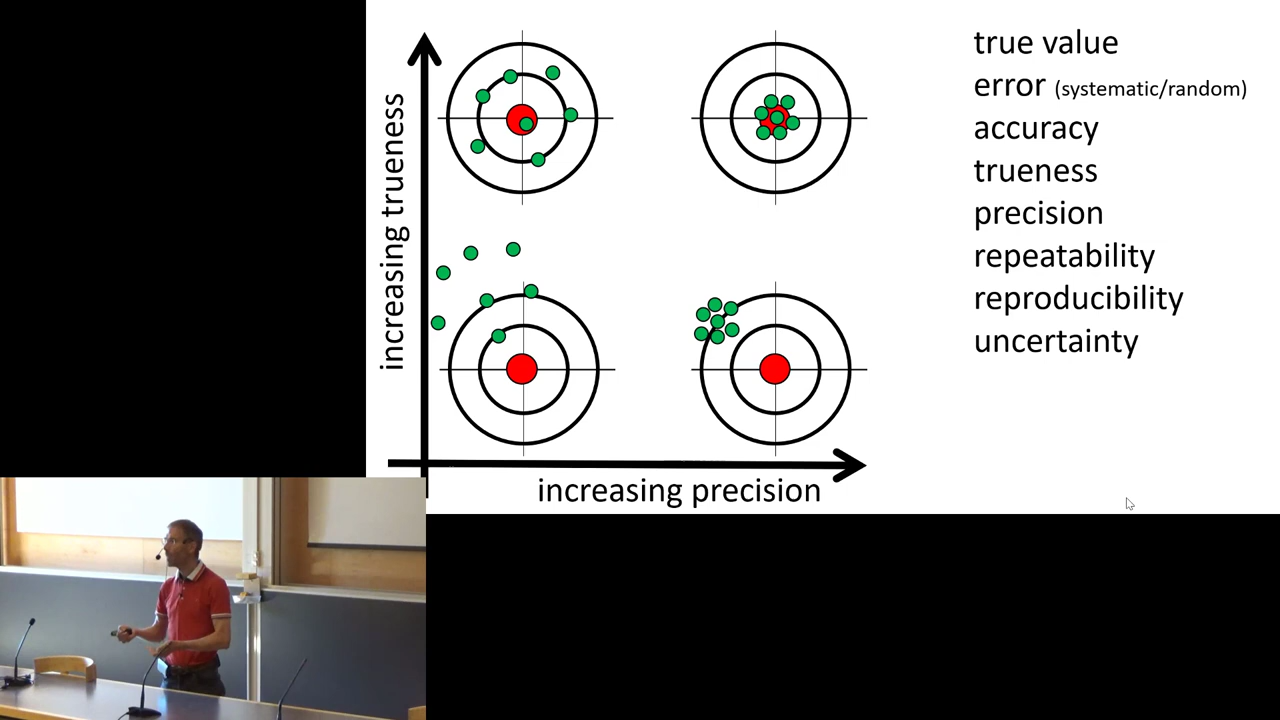 increasing trueness
increasing precision
true value
error (systematic/random)
accuracy
trueness
precision
repeatability
reproducibility
uncertainty